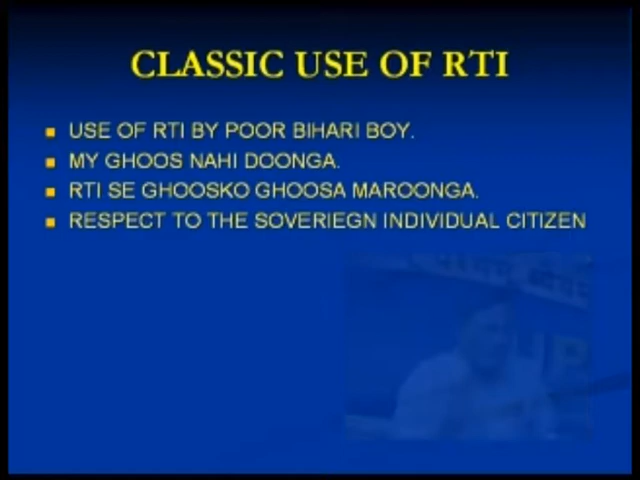 CLASSIC USE OF RTI
USE OF RTI BY POOR BIHARI BOY.
MY GHOOS NAHI DOONGA.
RTI SE GHOOSKO GHOOSA MAROONGA.
RESPECT TO THE SOVERIEGN INDIVIDUAL CITIZEN